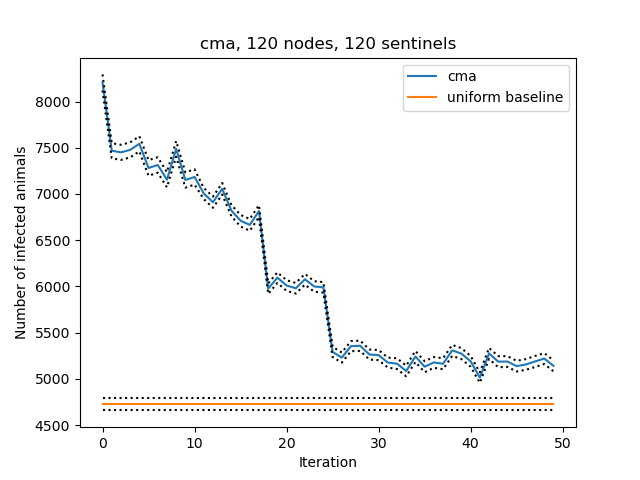 cma, 120 nodes, 120 sentinels
cma
uniform baseline
8000
7500
7000
6500
6000
5500
5000
4500
Number of infected animals
0 10 20 30 40 50
Iteration